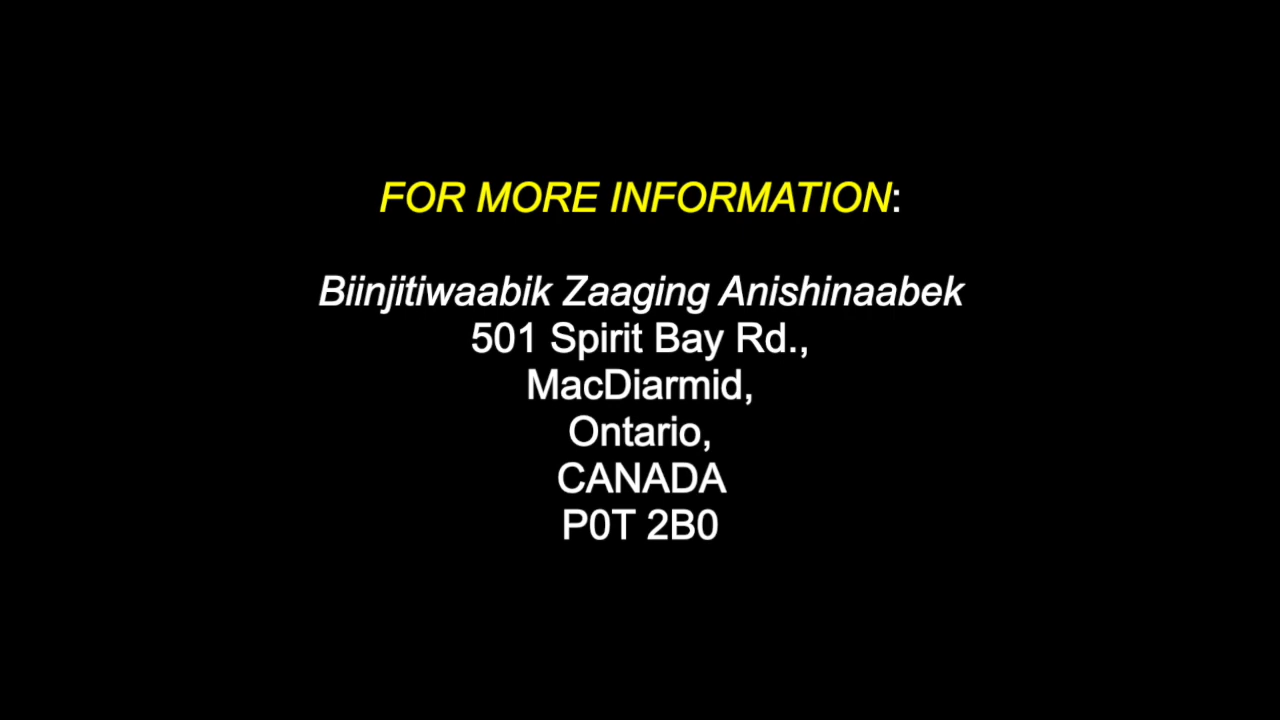 FOR MORE INFORMATION:
Biinjitiwaabik Zaaging Anishinaabek
501 Spirit Bay Rd.,
MacDiarmid,
Ontario,
CANADA
P0T 2B0